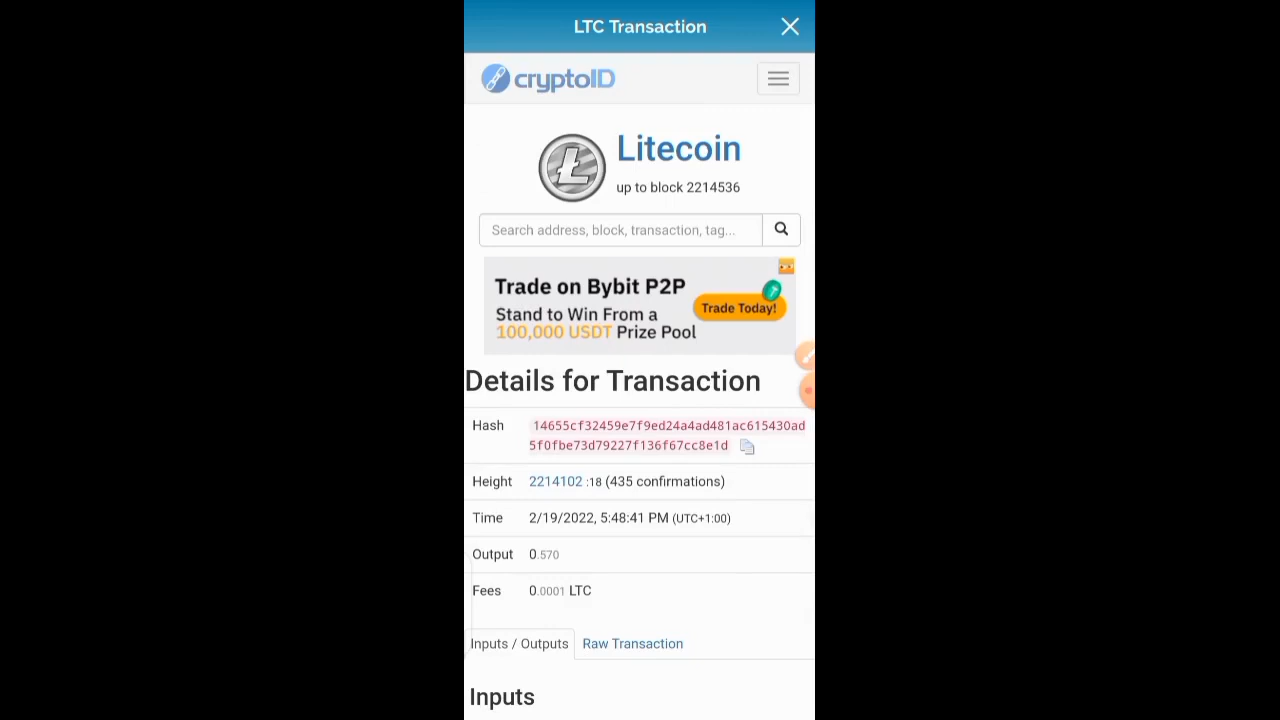 LTC Transaction
cryptoID
Litecoin
up to block 2214536
Search address, block, transaction, tag...
Trade on Bybit P2P
Stand to Win From a
100,000 USDT Prize Pool
Trade Today!
Details for Transaction
Hash 14655cf32459e7f9ed24a4ad481ac615430ad
5f0fbe73d79227f136f67cc8e1d
Height 2214102 :18 (435 confirmations)
Time 2/19/2022, 5:48:41 PM (UTC+1:00)
Output 0.570
Fees 0.0001 LTC
Inputs / Outputs Raw Transaction
Inputs